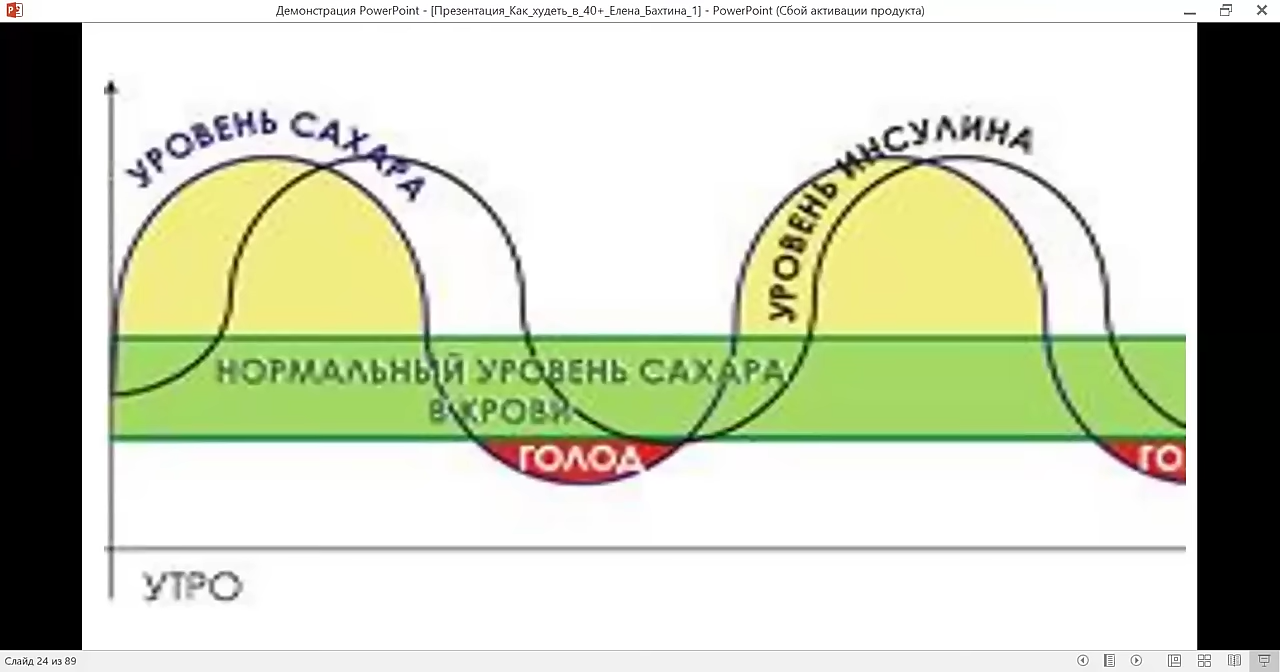 Демонстрация PowerPoint - [Презентация_Как_худеть_в_40+_Елена_Бахтина_1] - PowerPoint (Сбой активации продукта)
УРОВЕНЬ САХАРА
УРОВЕНЬ ИНСУЛИНА
НОРМАЛЬНЫЙ УРОВЕНЬ САХАРА
В КРОВИ
ГОЛОД
ГО
УТРО
Слайд 24 из 89